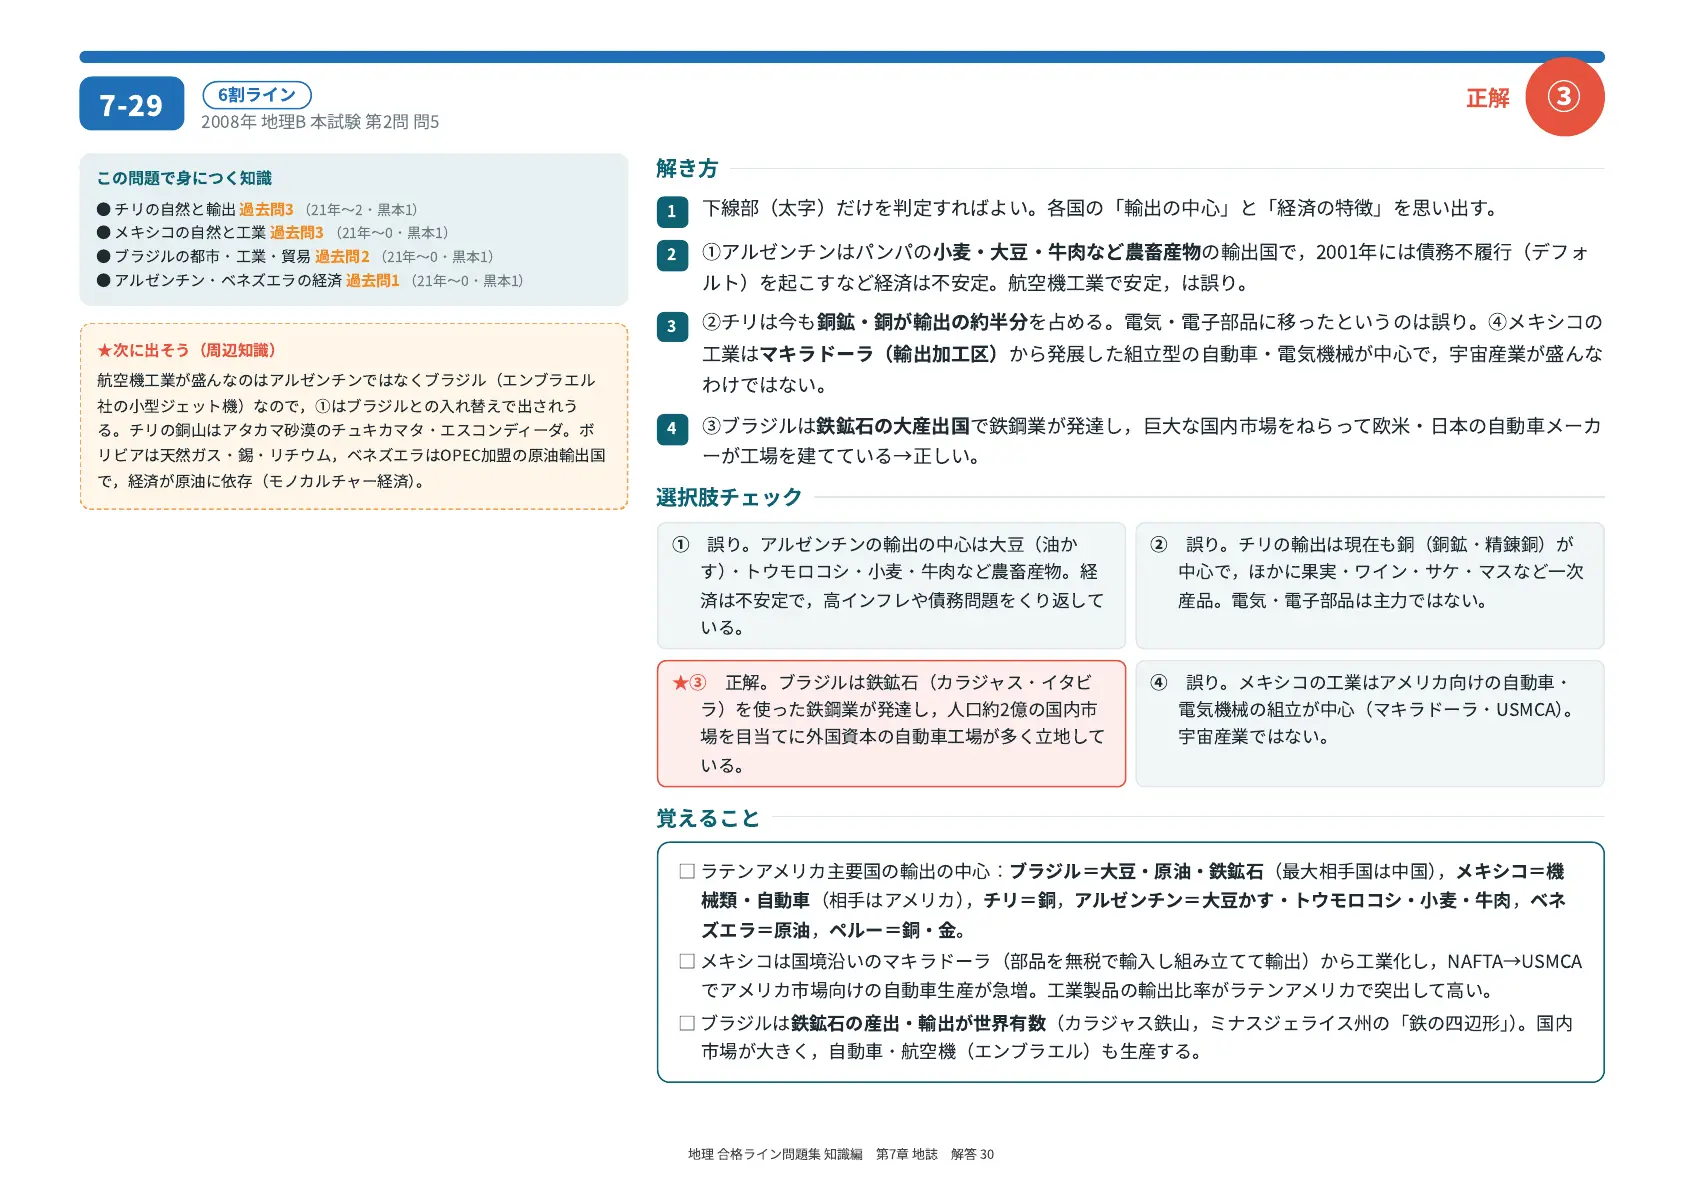 7-29
6割ライン
2008年 地理B 本試験 第2問 問5
正解 ③
この問題で身につく知識
● チリの自然と輸出 過去問3 （21年〜2・黒本1）
● メキシコの自然と工業 過去問3 （21年〜0・黒本1）
● ブラジルの都市・工業・貿易 過去問2 （21年〜0・黒本1）
● アルゼンチン・ベネズエラの経済 過去問1 （21年〜0・黒本1）
★次に出そう（周辺知識）
航空機工業が盛んなのはアルゼンチンではなくブラジル（エンブラエル
社の小型ジェット機）なので，①はブラジルとの入れ替えで出されう
る。チリの銅山はアタカマ砂漠のチュキカマタ・エスコンディーダ。ボ
リビアは天然ガス・錫・リチウム，ベネズエラはOPEC加盟の原油輸出国
で，経済が原油に依存（モノカルチャー経済）。
解き方
1 下線部（太字）だけを判定すればよい。各国の「輸出の中心」と「経済の特徴」を思い出す。
2 ①アルゼンチンはパンパの小麦・大豆・牛肉など農畜産物の輸出国で，2001年には債務不履行（デフォ
ルト）を起こすなど経済は不安定。航空機工業で安定，は誤り。
3 ②チリは今も銅鉱・銅が輸出の約半分を占める。電気・電子部品に移ったというのは誤り。④メキシコの
工業はマキラドーラ（輸出加工区）から発展した組立型の自動車・電気機械が中心で，宇宙産業が盛んな
わけではない。
4 ③ブラジルは鉄鉱石の大産出国で鉄鋼業が発達し，巨大な国内市場をねらって欧米・日本の自動車メーカ
ーが工場を建てている→正しい。
選択肢チェック
① 誤り。アルゼンチンの輸出の中心は大豆（油か
す）・トウモロコシ・小麦・牛肉など農畜産物。経
済は不安定で，高インフレや債務問題をくり返して
いる。
② 誤り。チリの輸出は現在も銅（銅鉱・精錬銅）が
中心で，ほかに果実・ワイン・サケ・マスなど一次
産品。電気・電子部品は主力ではない。
★③ 正解。ブラジルは鉄鉱石（カラジャス・イタビ
ラ）を使った鉄鋼業が発達し，人口約2億の国内市
場を目当てに外国資本の自動車工場が多く立地して
いる。
④ 誤り。メキシコの工業はアメリカ向けの自動車・
電気機械の組立が中心（マキラドーラ・USMCA）。
宇宙産業ではない。
覚えること
□ ラテンアメリカ主要国の輸出の中心：ブラジル＝大豆・原油・鉄鉱石（最大相手国は中国），メキシコ＝機
械類・自動車（相手はアメリカ），チリ＝銅，アルゼンチン＝大豆かす・トウモロコシ・小麦・牛肉，ベネ
ズエラ＝原油，ペルー＝銅・金。
□ メキシコは国境沿いのマキラドーラ（部品を無税で輸入し組み立てて輸出）から工業化し，NAFTA→USMCA
でアメリカ市場向けの自動車生産が急増。工業製品の輸出比率がラテンアメリカで突出して高い。
□ ブラジルは鉄鉱石の産出・輸出が世界有数（カラジャス鉄山，ミナスジェライス州の「鉄の四辺形」）。国内
市場が大きく，自動車・航空機（エンブラエル）も生産する。
地理 合格ライン問題集 知識編 第7章 地誌 解答 30